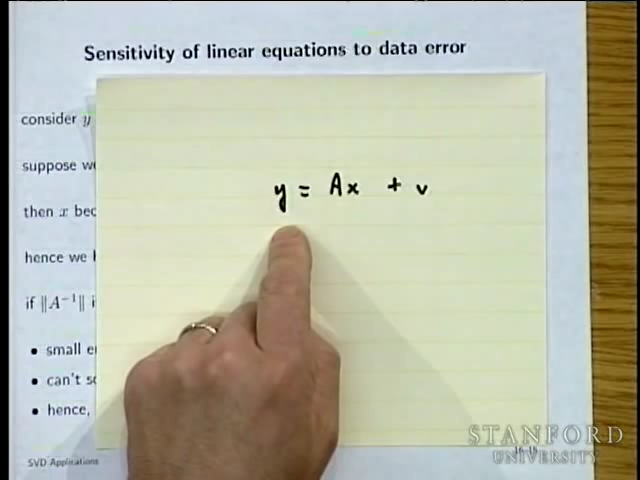 Sensitivity of linear equations to data error
consider y
suppose we
then x bec
hence we h
if ‖A⁻¹‖ i
• small e
• can't s
• hence,
y = Ax + v
SVD Applications
STANFORD
UNIVERSITY